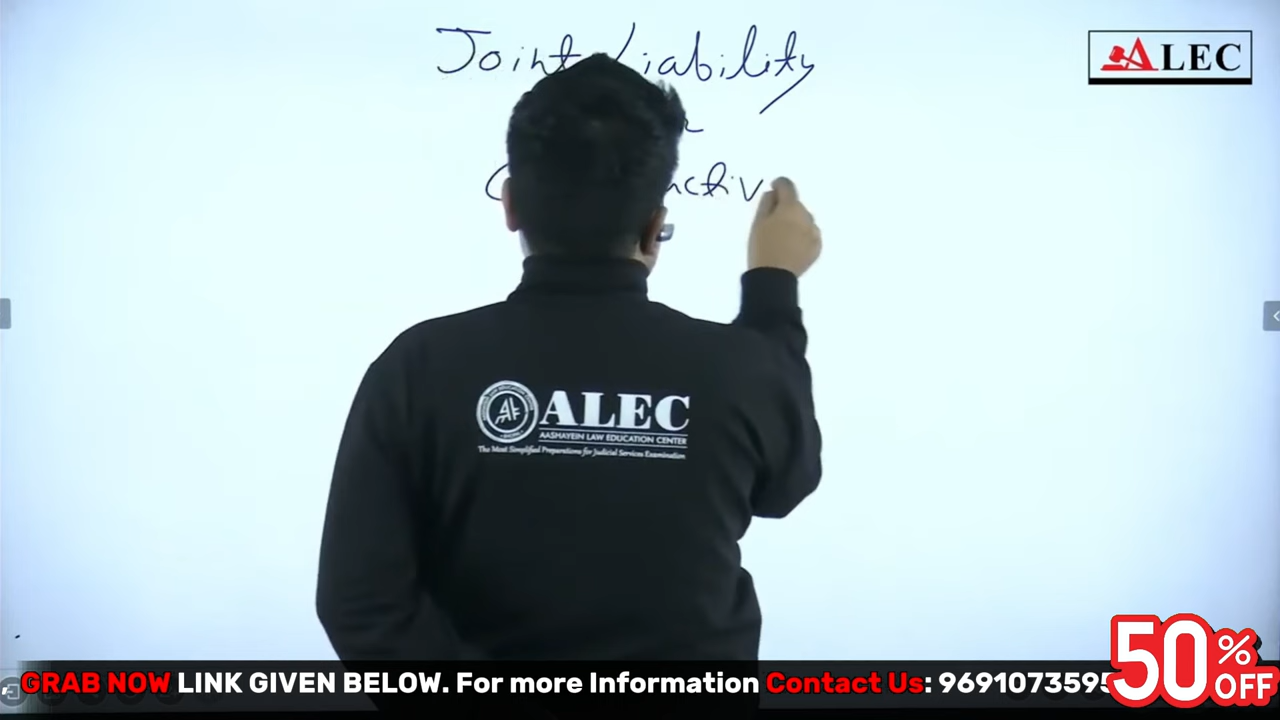 Joint Liability
ALEC
ALEC
AASHAYEIN LAW EDUCATION CENTER
The Most Simplified Preparations for Judicial Services Examination
GRAB NOW LINK GIVEN BELOW. For more Information Contact Us: 9691073595
50% OFF